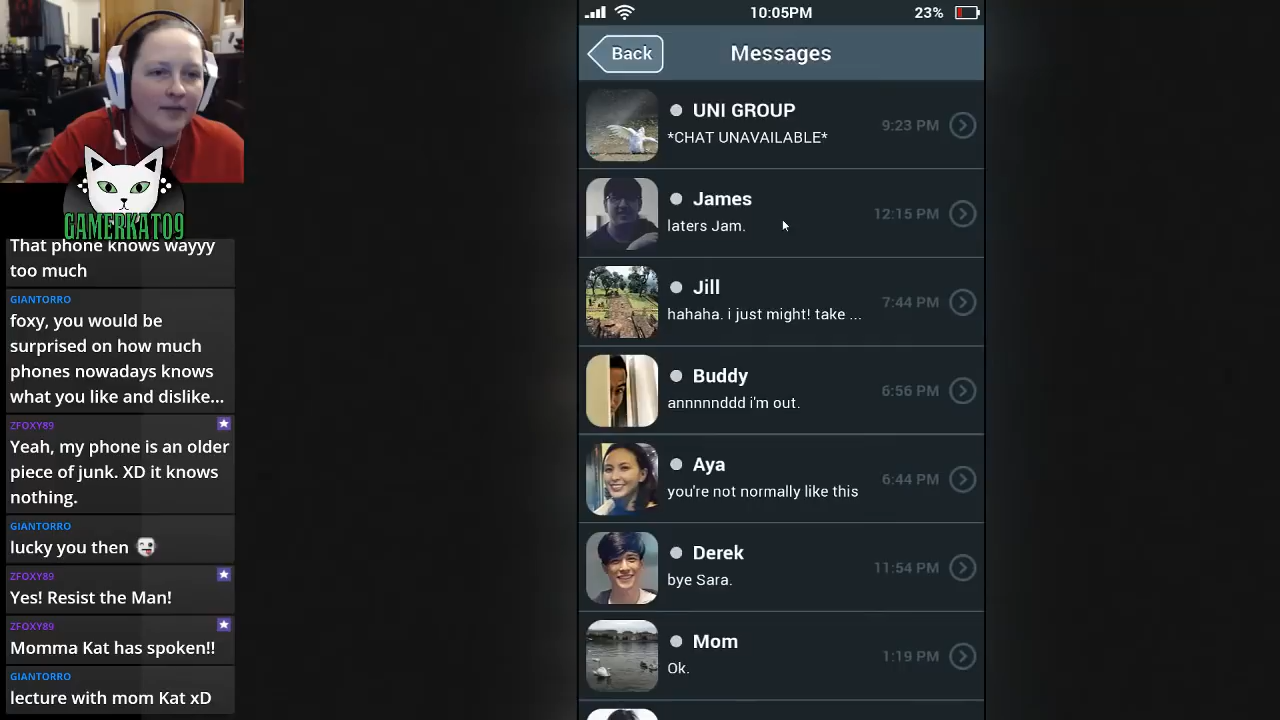 GAMERKAT09
That phone knows wayyy
too much
GIANTORRO
foxy, you would be
surprised on how much
phones nowadays knows
what you like and dislike...
ZFOXY89
Yeah, my phone is an older
piece of junk. XD it knows
nothing.
GIANTORRO
lucky you then
ZFOXY89
Yes! Resist the Man!
ZFOXY89
Momma Kat has spoken!!
GIANTORRO
lecture with mom Kat xD
10:05PM
23%
Back
Messages
UNI GROUP
*CHAT UNAVAILABLE*
9:23 PM
James
laters Jam.
12:15 PM
Jill
hahaha. i just might! take ...
7:44 PM
Buddy
annnnnddd i'm out.
6:56 PM
Aya
you're not normally like this
6:44 PM
Derek
bye Sara.
11:54 PM
Mom
Ok.
1:19 PM